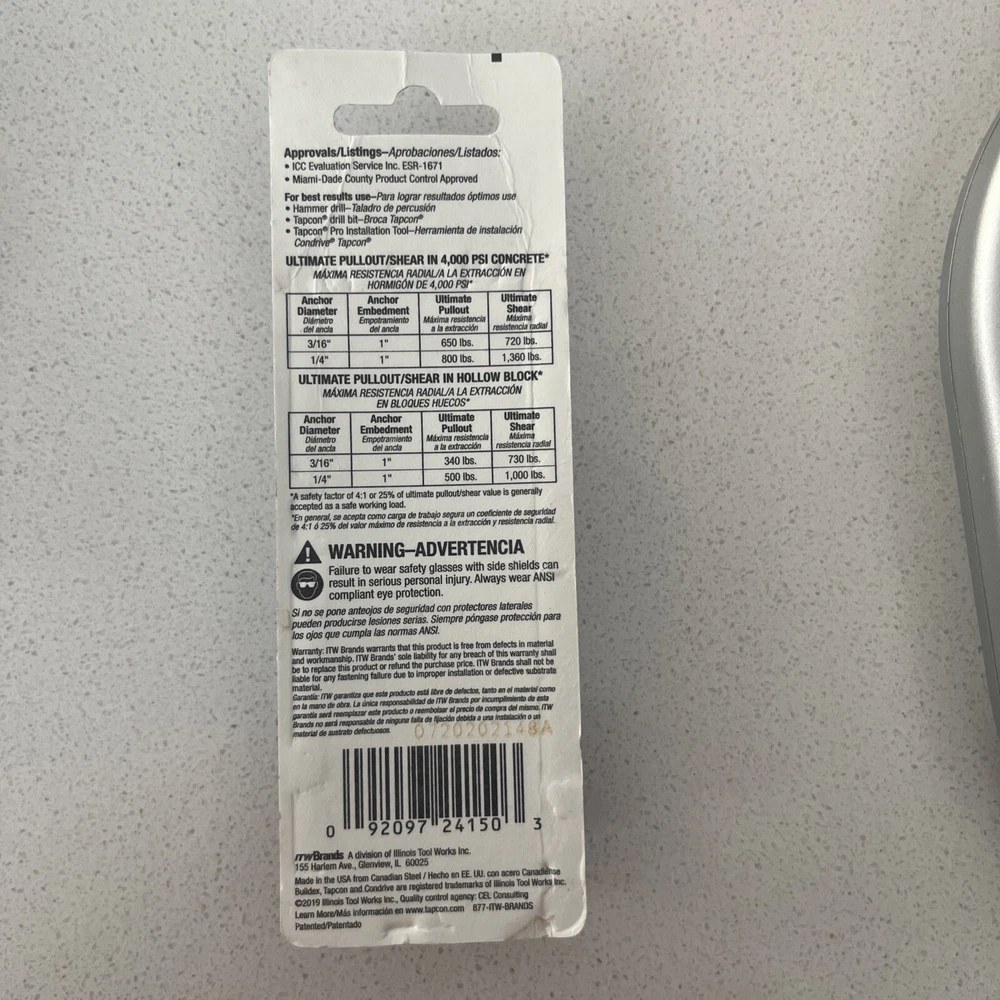 Approvals/Listings–Aprobaciones/Listados:
• ICC Evaluation Service Inc. ESR-1671
• Miami-Dade County Product Control Approved
For best results use–Para lograr resultados óptimos use
• Hammer drill–Taladro de percusión
• Tapcon® drill bit–Broca Tapcon®
• Tapcon® Pro Installation Tool–Herramienta de instalación
Condrive® Tapcon®
ULTIMATE PULLOUT/SHEAR IN 4,000 PSI CONCRETE*
MÁXIMA RESISTENCIA RADIAL/A LA EXTRACCIÓN EN
HORMIGÓN DE 4,000 PSI*
Anchor Diameter Diámetro del ancla Anchor Embedment Empotramiento del ancla Ultimate Pullout Máxima resistencia a la extracción Ultimate Shear Máxima resistencia radial
3/16" 1" 650 lbs. 720 lbs.
1/4" 1" 800 lbs. 1,360 lbs.
ULTIMATE PULLOUT/SHEAR IN HOLLOW BLOCK*
MÁXIMA RESISTENCIA RADIAL/A LA EXTRACCIÓN
EN BLOQUES HUECOS*
Anchor Diameter Diámetro del ancla Anchor Embedment Empotramiento del ancla Ultimate Pullout Máxima resistencia a la extracción Ultimate Shear Máxima resistencia radial
3/16" 1" 340 lbs. 730 lbs.
1/4" 1" 500 lbs. 1,000 lbs.
*A safety factor of 4:1 or 25% of ultimate pullout/shear value is generally
accepted as a safe working load.
*En general, se acepta como carga de trabajo segura un coeficiente de seguridad
de 4:1 ó 25% del valor máximo de resistencia a la extracción y resistencia radial.
WARNING–ADVERTENCIA
Failure to wear safety glasses with side shields can
result in serious personal injury. Always wear ANSI
compliant eye protection.
Si no se pone anteojos de seguridad con protectores laterales
pueden producirse lesiones serias. Siempre póngase protección para
los ojos que cumpla las normas ANSI.
Warranty: ITW Brands warrants that this product is free from defects in material
and workmanship. ITW Brands' sole liability for any breach of this warranty shall
be to replace this product or refund the purchase price. ITW Brands shall not be
liable for any fastening failure due to improper installation or defective substrate
material.
Garantía: ITW garantiza que este producto está libre de defectos, tanto en el material como
en la mano de obra. La única responsabilidad de ITW Brands por incumplimiento de esta
garantía será reemplazar este producto o reembolsar el precio de compra del mismo. ITW
Brands no será responsable de ninguna falla de fijación debida a una instalación o un
material de sustrato defectuosos.
0720202148A
0 92097 24150 3
ITWBrands A division of Illinois Tool Works Inc.
155 Harlem Ave., Glenview, IL 60025
Made in the USA from Canadian Steel / Hecho en EE. UU. con acero Canadiense
Buildex, Tapcon and Condrive are registered trademarks of Illinois Tool Works Inc.
©2019 Illinois Tool Works Inc., Quality control agency: CEL Consulting
Learn More/Más información en www.tapcon.com 877-ITW-BRANDS
Patented/Patentado